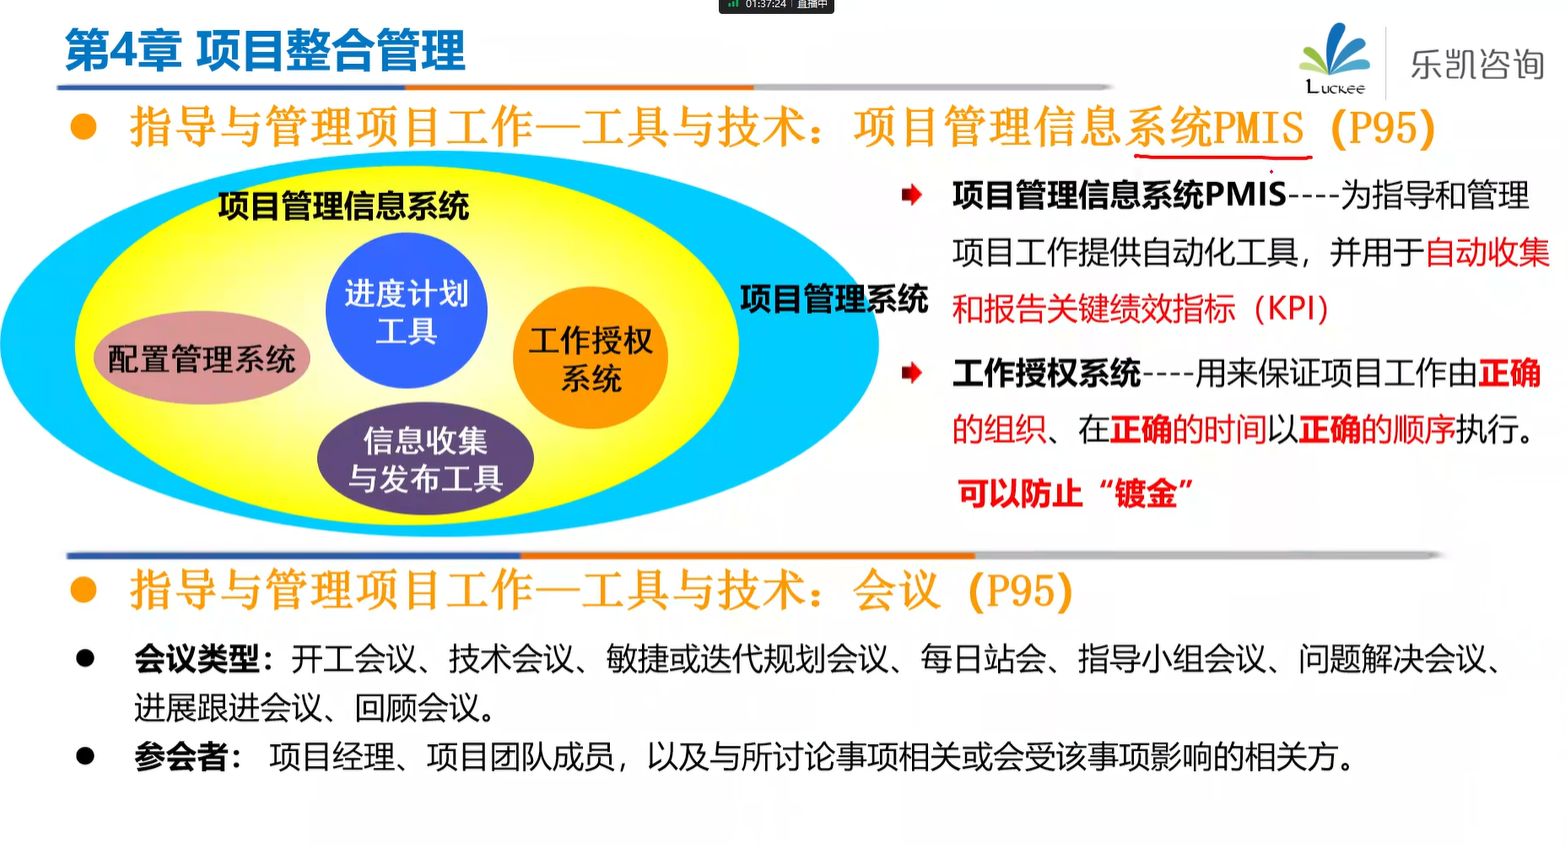 01:37:24 直播中
第4章 项目整合管理
Luckee
乐凯咨询
指导与管理项目工作—工具与技术：项目管理信息系统PMIS（P95）
项目管理信息系统
进度计划
工具
工作授权
系统
配置管理系统
信息收集
与发布工具
项目管理系统
项目管理信息系统PMIS----为指导和管理
项目工作提供自动化工具，并用于自动收集
和报告关键绩效指标（KPI）
工作授权系统----用来保证项目工作由正确
的组织、在正确的时间以正确的顺序执行。
可以防止“镀金”
指导与管理项目工作—工具与技术：会议（P95）
会议类型：开工会议、技术会议、敏捷或迭代规划会议、每日站会、指导小组会议、问题解决会议、
进展跟进会议、回顾会议。
参会者： 项目经理、项目团队成员，以及与所讨论事项相关或会受该事项影响的相关方。